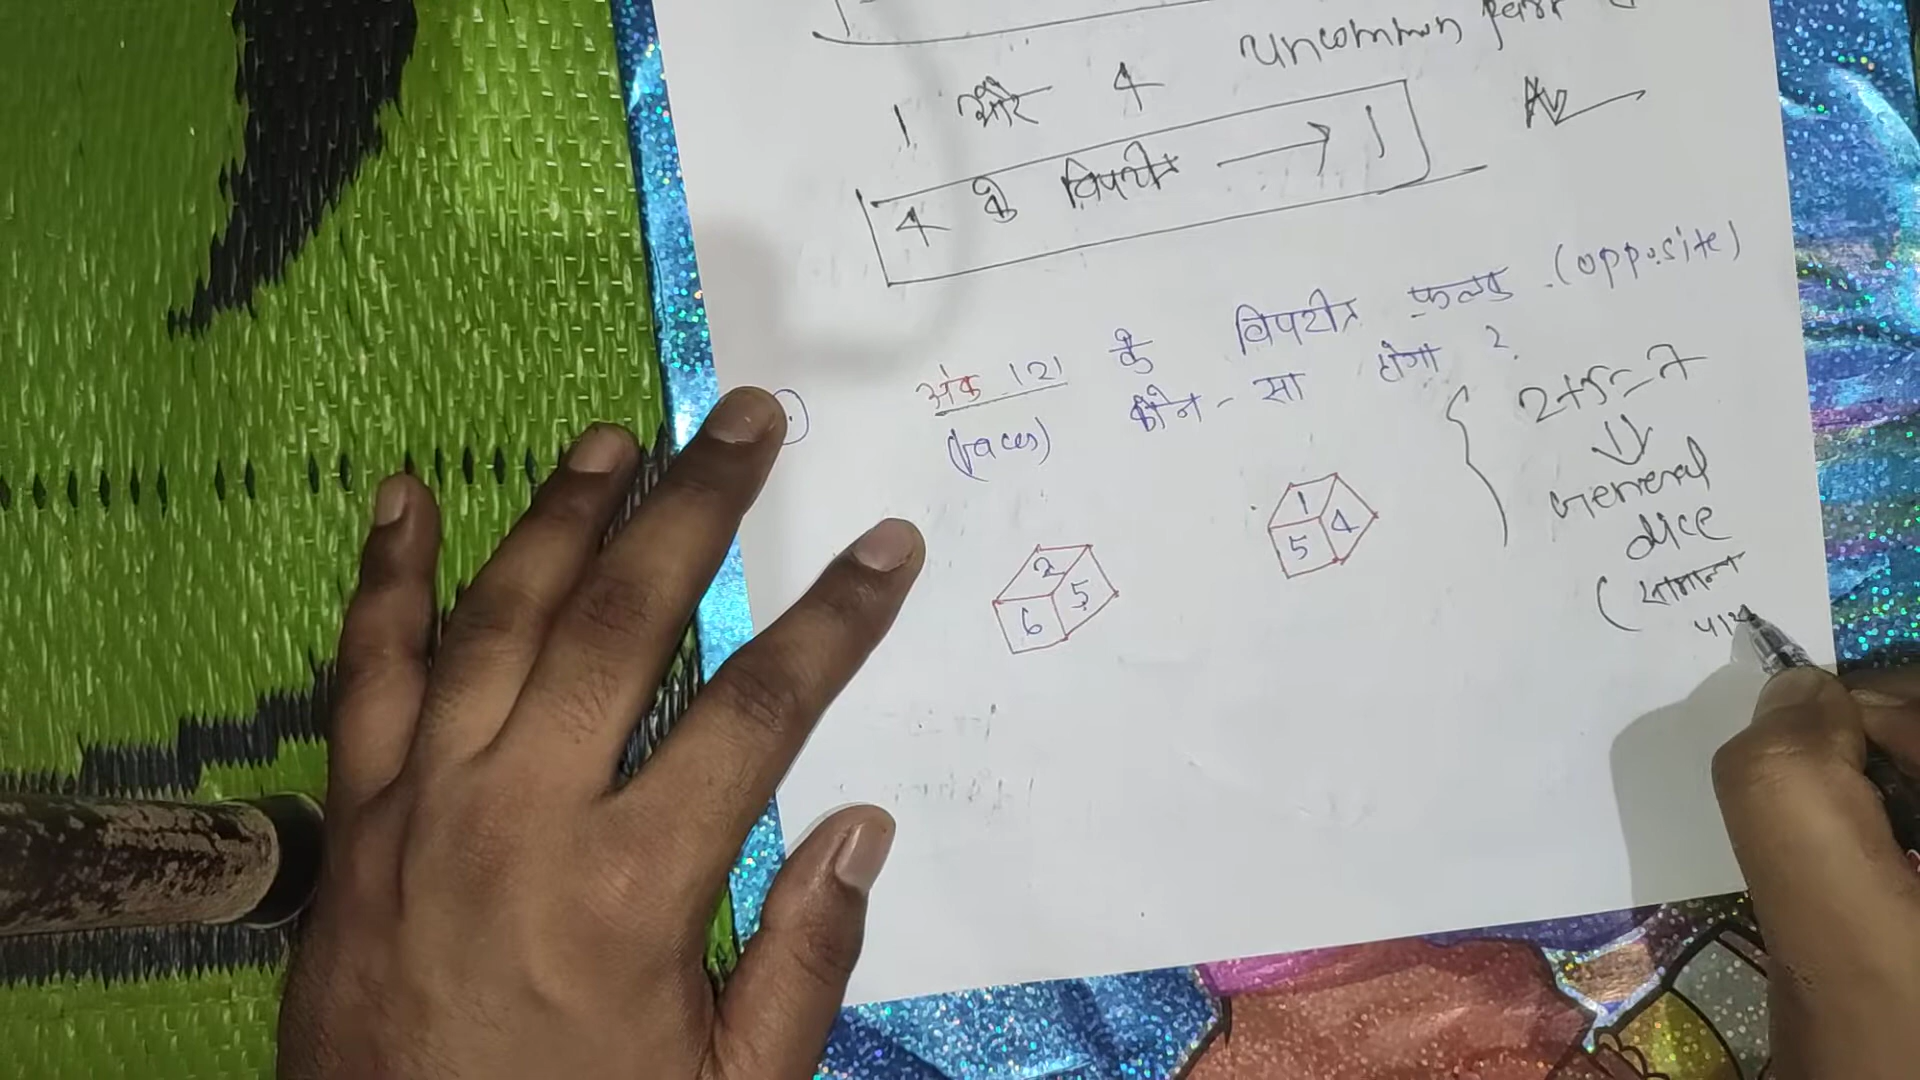 uncommon pair
1 और 4
4 के विपरीत → 1
अंक '2' के विपरीत फलक (opposite)
(faces) कौन-सा होगा ?
2
6 5
1
5 4
2+5=7
⇓
General
dice
(सामान्य